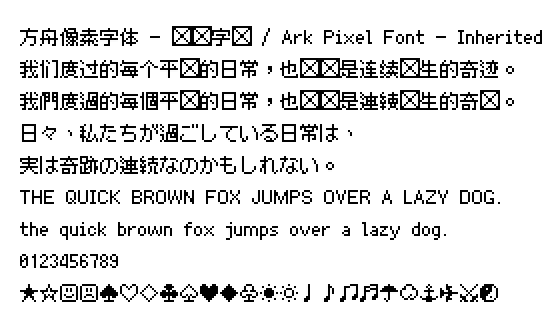 方舟像素字体 - ☒☒字☒ / Ark Pixel Font - Inherited
我们度过的每个平☒的日常，也☒☒是连续☒生的奇迹。
我們度過的每個平☒的日常，也☒☒是連續☒生的奇☒。
日々、私たちが過ごしている日常は、
実は奇跡の連続なのかもしれない。
THE QUICK BROWN FOX JUMPS OVER A LAZY DOG.
the quick brown fox jumps over a lazy dog.
0123456789
★☆☺☹♠♡♢♣♤♥♦♧☀☼♩♪♫♬☂☁⚓✈⚔☯